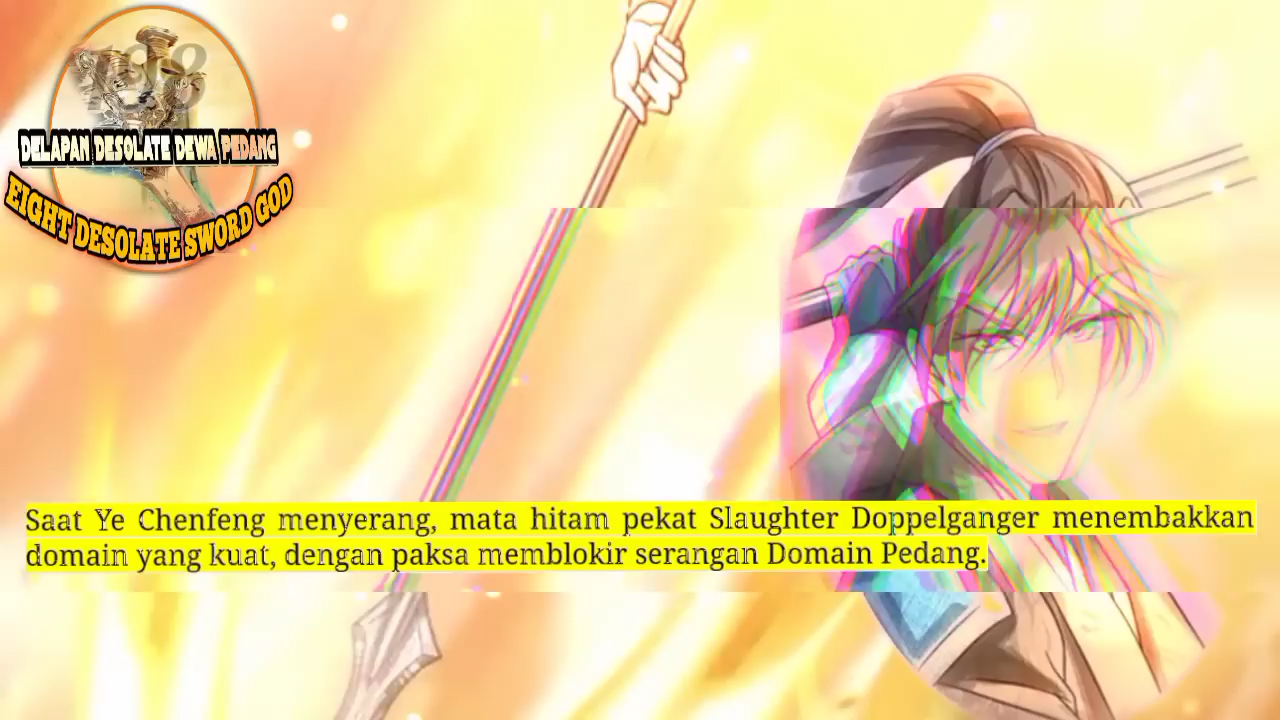 798
DELAPAN DESOLATE DEWA PEDANG
EIGHT DESOLATE SWORD GOD
Saat Ye Chenfeng menyerang, mata hitam pekat Slaughter Doppelganger menembakkan
domain yang kuat, dengan paksa memblokir serangan Domain Pedang.